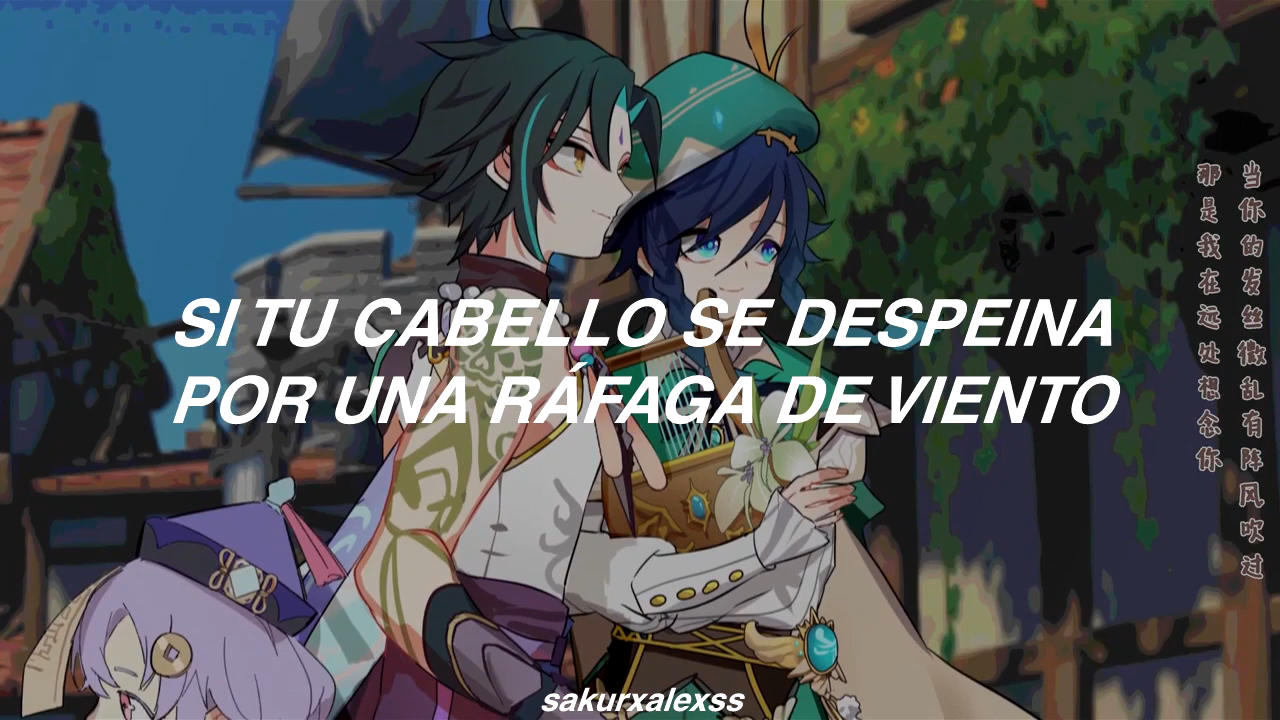 SI TU CABELLO SE DESPEINA
POR UNA RÁFAGA DE VIENTO
当你的发丝微乱有阵风吹过
那是我在远处想念你
sakurxalexss